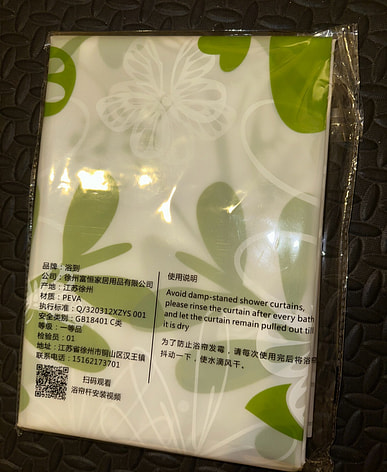 品牌：浴到
公司：徐州富恒家居用品有限公司
产地：江苏徐州
材质：PEVA
执行标准：Q/320312XZYS 001
安全类别：GB18401 C类
等级：一等品
检验员：01
地址：江苏省徐州市铜山区汉王镇
联系电话：15162173701
扫码观看
浴帘杆安装视频
使用说明
Avoid damp-staned shower curtains,
please rinse the curtain after every bath
and let the curtain remain pulled out till
it is dry
为了防止浴帘发霉，请每次使用完后将浴帘
抖动一下，使水滴风干。